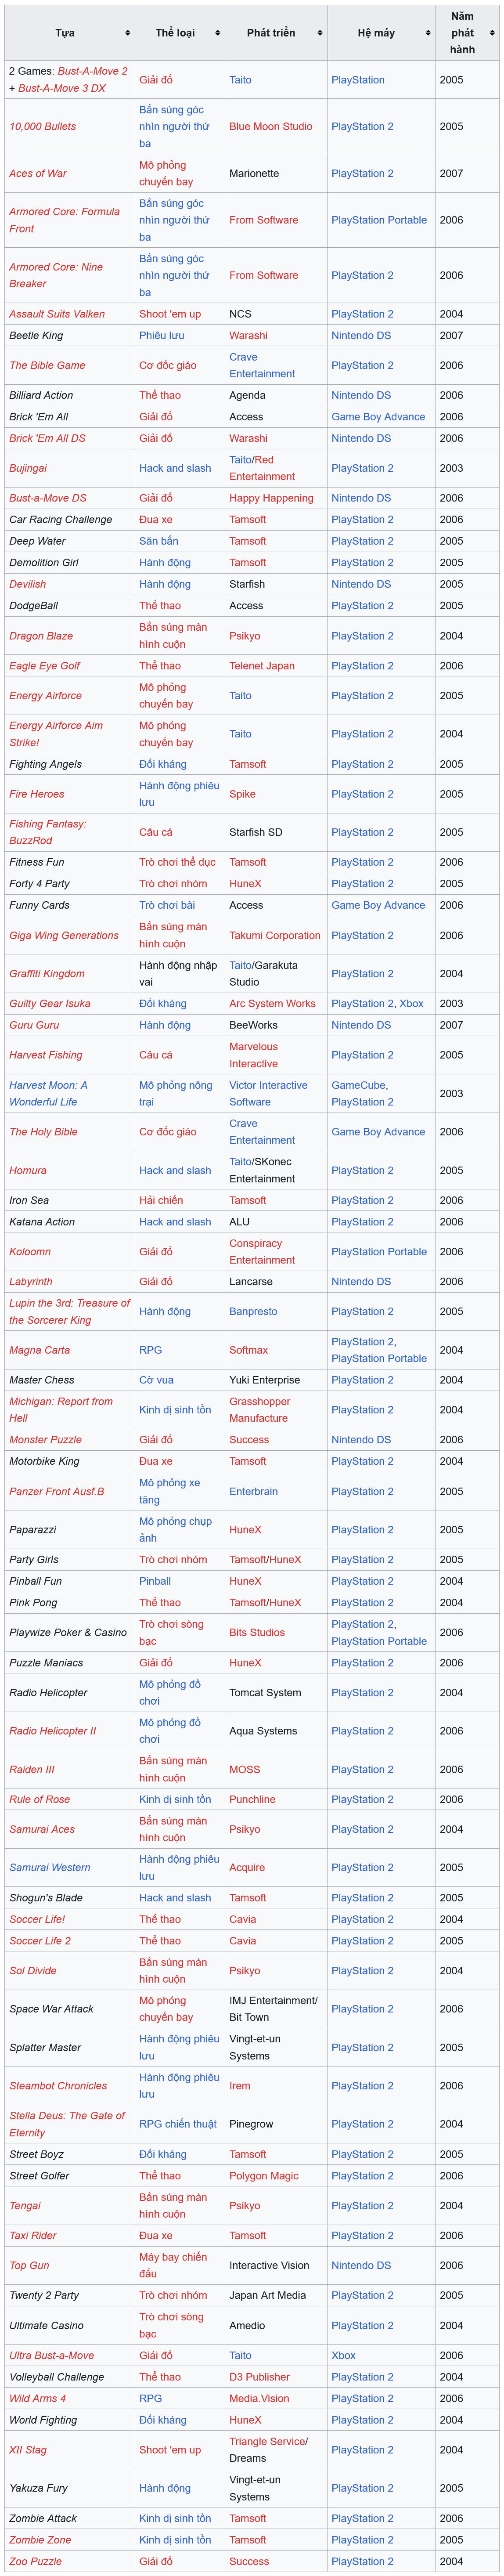 Tựa Thể loại Phát triển Hệ máy Năm phát hành
2 Games: Bust-A-Move 2 + Bust-A-Move 3 DX Giải đố Taito PlayStation 2005
10,000 Bullets Bắn súng góc nhìn người thứ ba Blue Moon Studio PlayStation 2 2005
Aces of War Mô phỏng chuyến bay Marionette PlayStation 2 2007
Armored Core: Formula Front Bắn súng góc nhìn người thứ ba From Software PlayStation Portable 2006
Armored Core: Nine Breaker Bắn súng góc nhìn người thứ ba From Software PlayStation 2 2006
Assault Suits Valken Shoot 'em up NCS PlayStation 2 2004
Beetle King Phiêu lưu Warashi Nintendo DS 2007
The Bible Game Cơ đốc giáo Crave Entertainment PlayStation 2 2006
Billiard Action Thể thao Agenda Nintendo DS 2006
Brick 'Em All Giải đố Access Game Boy Advance 2006
Brick 'Em All DS Giải đố Warashi Nintendo DS 2006
Bujingai Hack and slash Taito/Red Entertainment PlayStation 2 2003
Bust-a-Move DS Giải đố Happy Happening Nintendo DS 2006
Car Racing Challenge Đua xe Tamsoft PlayStation 2 2006
Deep Water Săn bắn Tamsoft PlayStation 2 2005
Demolition Girl Hành động Tamsoft PlayStation 2 2005
Devilish Hành động Starfish Nintendo DS 2005
DodgeBall Thể thao Access PlayStation 2 2005
Dragon Blaze Bắn súng màn hình cuộn Psikyo PlayStation 2 2004
Eagle Eye Golf Thể thao Telenet Japan PlayStation 2 2006
Energy Airforce Mô phỏng chuyến bay Taito PlayStation 2 2005
Energy Airforce Aim Strike! Mô phỏng chuyến bay Taito PlayStation 2 2004
Fighting Angels Đối kháng Tamsoft PlayStation 2 2005
Fire Heroes Hành động phiêu lưu Spike PlayStation 2 2005
Fishing Fantasy: BuzzRod Câu cá Starfish SD PlayStation 2 2005
Fitness Fun Trò chơi thể dục Tamsoft PlayStation 2 2006
Forty 4 Party Trò chơi nhóm HuneX PlayStation 2 2005
Funny Cards Trò chơi bài Access Game Boy Advance 2006
Giga Wing Generations Bắn súng màn hình cuộn Takumi Corporation PlayStation 2 2006
Graffiti Kingdom Hành động nhập vai Taito/Garakuta Studio PlayStation 2 2004
Guilty Gear Isuka Đối kháng Arc System Works PlayStation 2, Xbox 2003
Guru Guru Hành động BeeWorks Nintendo DS 2007
Harvest Fishing Câu cá Marvelous Interactive PlayStation 2 2005
Harvest Moon: A Wonderful Life Mô phỏng nông trại Victor Interactive Software GameCube, PlayStation 2 2003
The Holy Bible Cơ đốc giáo Crave Entertainment Game Boy Advance 2006
Homura Hack and slash Taito/SKonec Entertainment PlayStation 2 2005
Iron Sea Hải chiến Tamsoft PlayStation 2 2006
Katana Action Hack and slash ALU PlayStation 2 2006
Koloomn Giải đố Conspiracy Entertainment PlayStation Portable 2006
Labyrinth Giải đố Lancarse Nintendo DS 2006
Lupin the 3rd: Treasure of the Sorcerer King Hành động Banpresto PlayStation 2 2005
Magna Carta RPG Softmax PlayStation 2, PlayStation Portable 2004
Master Chess Cờ vua Yuki Enterprise PlayStation 2 2004
Michigan: Report from Hell Kinh dị sinh tồn Grasshopper Manufacture PlayStation 2 2004
Monster Puzzle Giải đố Success Nintendo DS 2006
Motorbike King Đua xe Tamsoft PlayStation 2 2004
Panzer Front Ausf.B Mô phỏng xe tăng Enterbrain PlayStation 2 2005
Paparazzi Mô phỏng chụp ảnh HuneX PlayStation 2 2005
Party Girls Trò chơi nhóm Tamsoft/HuneX PlayStation 2 2005
Pinball Fun Pinball HuneX PlayStation 2 2004
Pink Pong Thể thao Tamsoft/HuneX PlayStation 2 2004
Playwize Poker & Casino Trò chơi sòng bạc Bits Studios PlayStation 2, PlayStation Portable 2006
Puzzle Maniacs Giải đố HuneX PlayStation 2 2006
Radio Helicopter Mô phỏng đồ chơi Tomcat System PlayStation 2 2004
Radio Helicopter II Mô phỏng đồ chơi Aqua Systems PlayStation 2 2006
Raiden III Bắn súng màn hình cuộn MOSS PlayStation 2 2006
Rule of Rose Kinh dị sinh tồn Punchline PlayStation 2 2006
Samurai Aces Bắn súng màn hình cuộn Psikyo PlayStation 2 2004
Samurai Western Hành động phiêu lưu Acquire PlayStation 2 2005
Shogun's Blade Hack and slash Tamsoft PlayStation 2 2005
Soccer Life! Thể thao Cavia PlayStation 2 2004
Soccer Life 2 Thể thao Cavia PlayStation 2 2005
Sol Divide Bắn súng màn hình cuộn Psikyo PlayStation 2 2004
Space War Attack Mô phỏng chuyến bay IMJ Entertainment/ Bit Town PlayStation 2 2006
Splatter Master Hành động phiêu lưu Vingt-et-un Systems PlayStation 2 2005
Steambot Chronicles Hành động phiêu lưu Irem PlayStation 2 2006
Stella Deus: The Gate of Eternity RPG chiến thuật Pinegrow PlayStation 2 2004
Street Boyz Đối kháng Tamsoft PlayStation 2 2005
Street Golfer Thể thao Polygon Magic PlayStation 2 2006
Tengai Bắn súng màn hình cuộn Psikyo PlayStation 2 2004
Taxi Rider Đua xe Tamsoft PlayStation 2 2006
Top Gun Máy bay chiến đấu Interactive Vision Nintendo DS 2006
Twenty 2 Party Trò chơi nhóm Japan Art Media PlayStation 2 2005
Ultimate Casino Trò chơi sòng bạc Amedio PlayStation 2 2004
Ultra Bust-a-Move Giải đố Taito Xbox 2006
Volleyball Challenge Thể thao D3 Publisher PlayStation 2 2004
Wild Arms 4 RPG Media.Vision PlayStation 2 2006
World Fighting Đối kháng HuneX PlayStation 2 2004
XII Stag Shoot 'em up Triangle Service/ Dreams PlayStation 2 2004
Yakuza Fury Hành động Vingt-et-un Systems PlayStation 2 2005
Zombie Attack Kinh dị sinh tồn Tamsoft PlayStation 2 2006
Zombie Zone Kinh dị sinh tồn Tamsoft PlayStation 2 2005
Zoo Puzzle Giải đố Success PlayStation 2 2004